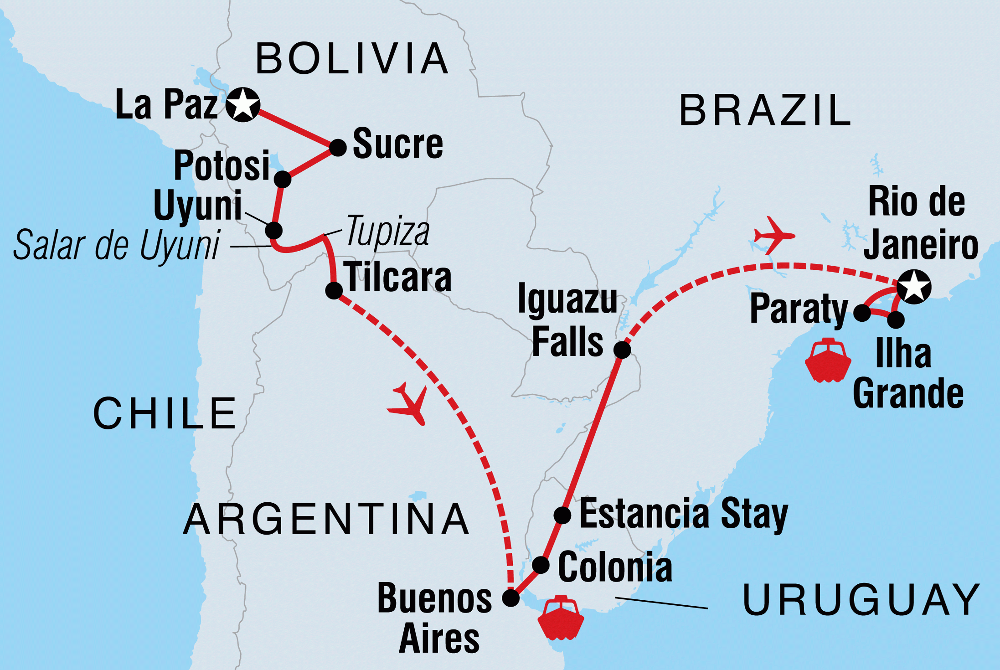 BOLIVIA
La Paz
BRAZIL
Sucre
Potosi
Uyuni
Rio de
Janeiro
Tupiza
Salar de Uyuni
Tilcara
Iguazu
Falls
Paraty
Ilha
Grande
CHILE
ARGENTINA
Estancia Stay
Colonia
Buenos
Aires
URUGUAY